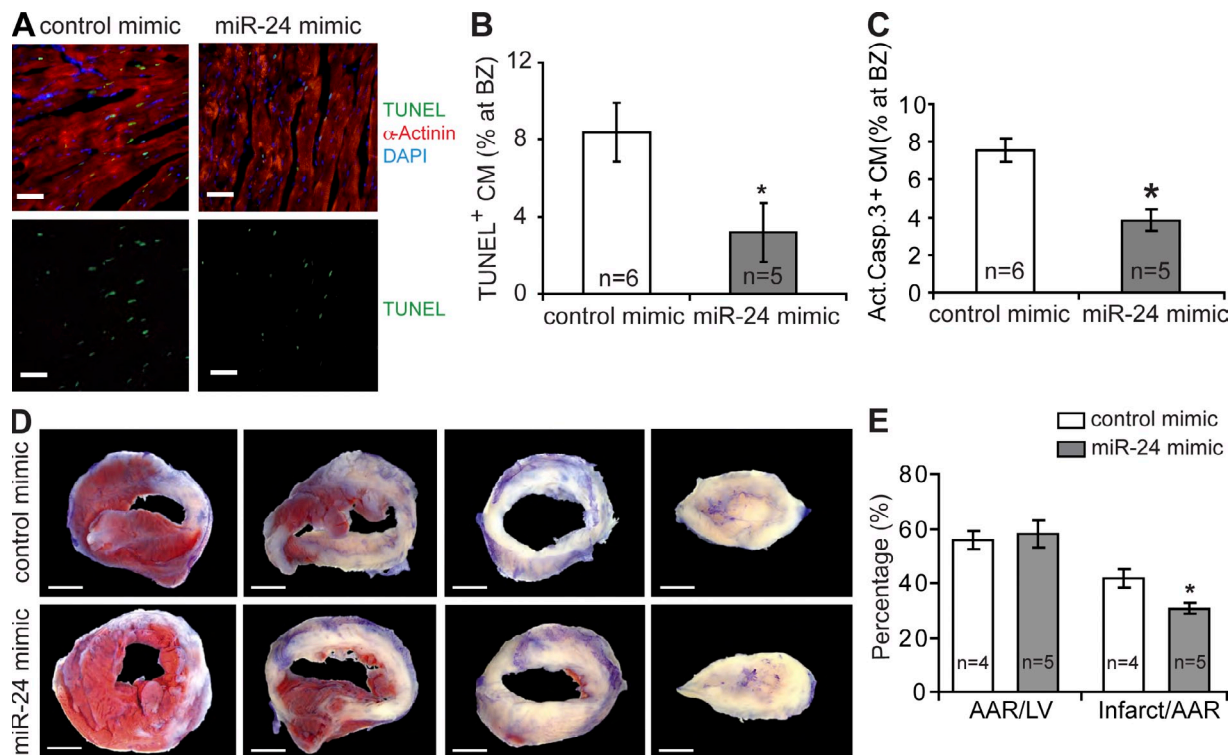 A
control mimic
miR-24 mimic
TUNEL
α-Actinin
DAPI
TUNEL
B
TUNEL+ CM (% at BZ)
12
8
4
0
n=6
*
n=5
control mimic
miR-24 mimic
C
Act.Casp.3 + CM (% at BZ)
10
8
6
4
2
0
n=6
*
n=5
control mimic
miR-24 mimic
D
control mimic
miR-24 mimic
E
control mimic
miR-24 mimic
Percentage (%)
80
60
40
20
0
n=4
n=5
n=4
*
n=5
AAR/LV
Infarct/AAR